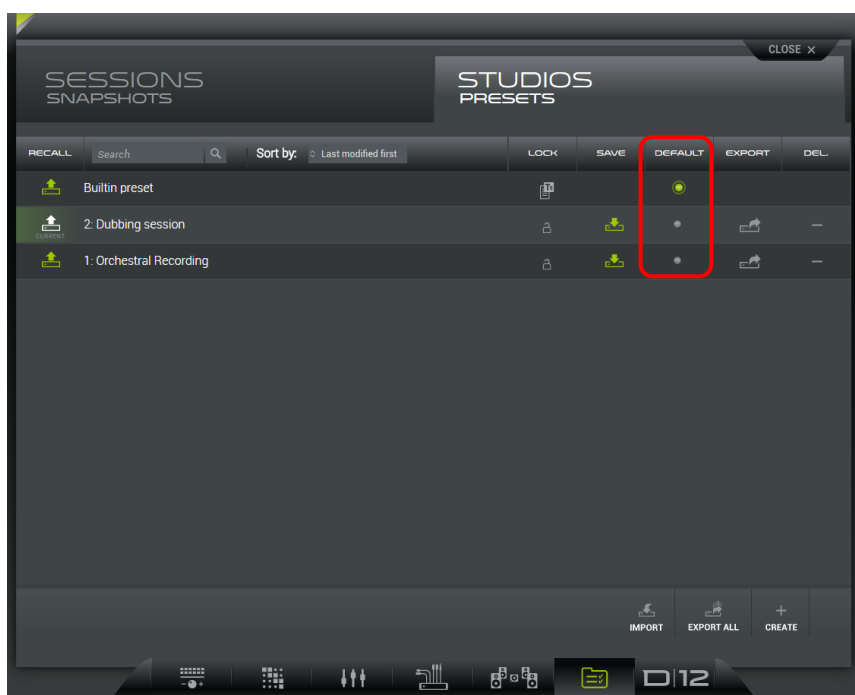 CLOSE ×
SESSIONS
SNAPSHOTS
STUDIOS
PRESETS
RECALL Search Sort by: Last modified first LOCK SAVE DEFAULT EXPORT DEL.
Builtin preset
CURRENT 2: Dubbing session
1: Orchestral Recording
IMPORT EXPORT ALL CREATE
D|12